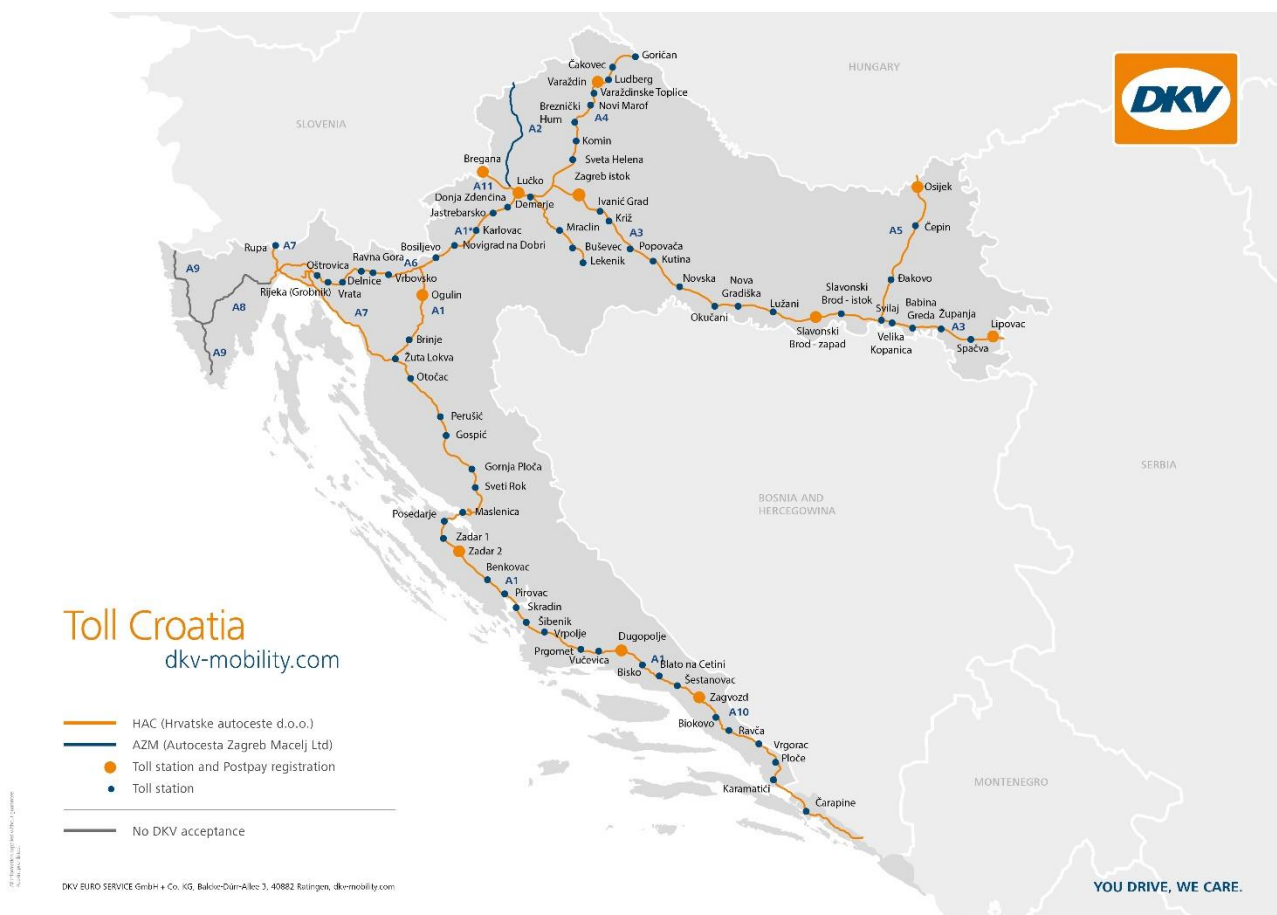 Goričan
Čakovec
HUNGARY
Varaždin
Ludberg
DKV
Varaždinske Toplice
Breznički
Hum
Novi Marof
A4
SLOVENIA
A2
Komin
Bregana
Sveta Helena
Zagreb istok
A11
Lučko
Osijek
Donja Zdenčina
Demerje
Ivanić Grad
Jastrebarsko
Križ
A1*
Karlovac
Mraclin
A3
A5
Čepin
Rupa
A7
Bosiljevo
Novigrad na Dobri
Buševec
Popovača
Lekenik
Kutina
Ravna Gora
A6
Oštrovica
A9
Vrbovsko
Delnice
Novska
Nova
Gradiška
Đakovo
Rijeka (Grobnik)
Vrata
Ogulin
Slavonski
Brod - istok
A8
A7
A1
Okučani
Lužani
Svilaj
Babina
Greda
Županja
Lipovac
A3
Slavonski
Brod - zapad
Velika
Kopanica
Spačva
Brinje
A9
Žuta Lokva
Otočac
Perušić
Gospić
Gornja Ploča
SERBIA
Sveti Rok
BOSNIA AND
HERCEGOWINA
Posedarje
Maslenica
Zadar 1
Zadar 2
Benkovac
A1
Pirovac
Skradin
Šibenik
Vrpolje
Dugopolje
Prgomet
Vučevica
A1
Blato na Cetini
Bisko
Šestanovac
Zagvozd
A10
Biokovo
Ravča
Vrgorac
Ploče
Karamatići
Čarapine
MONTENEGRO
Toll Croatia
dkv-mobility.com
HAC (Hrvatske autoceste d.o.o.)
AZM (Autocesta Zagreb Macelj Ltd)
Toll station and Postpay registration
Toll station
No DKV acceptance
DKV EURO SERVICE GmbH + Co. KG, Balcke-Dürr-Allee 3, 40882 Ratingen, dkv-mobility.com
YOU DRIVE, WE CARE.